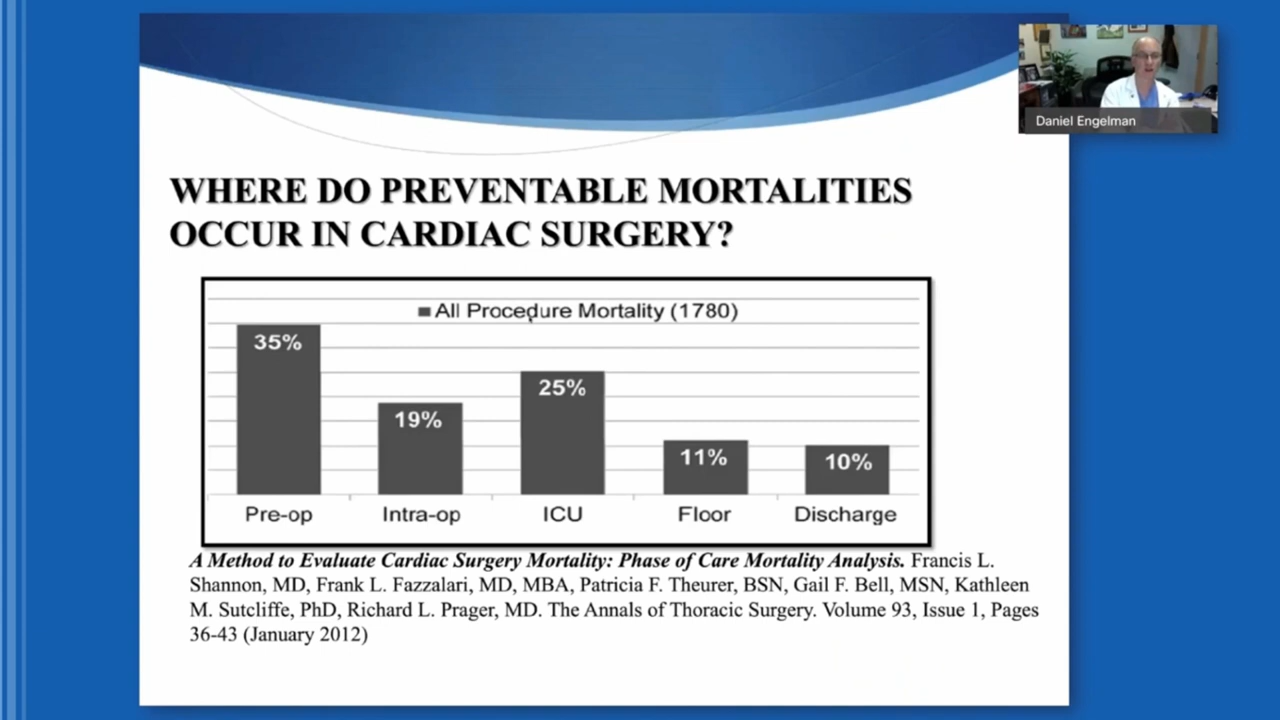 Daniel Engelman
WHERE DO PREVENTABLE MORTALITIES
OCCUR IN CARDIAC SURGERY?
All Procedure Mortality (1780)
35%
19%
25%
11%
10%
Pre-op
Intra-op
ICU
Floor
Discharge
A Method to Evaluate Cardiac Surgery Mortality: Phase of Care Mortality Analysis. Francis L.
Shannon, MD, Frank L. Fazzalari, MD, MBA, Patricia F. Theurer, BSN, Gail F. Bell, MSN, Kathleen
M. Sutcliffe, PhD, Richard L. Prager, MD. The Annals of Thoracic Surgery. Volume 93, Issue 1, Pages
36-43 (January 2012)